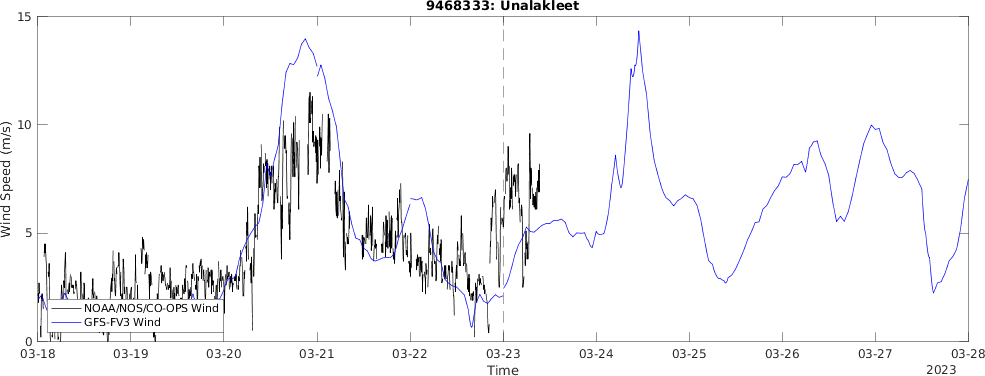 9468333: Unalakleet
15
10
5
0
Wind Speed (m/s)
NOAA/NOS/CO-OPS Wind
GFS-FV3 Wind
03-18 03-19 03-20 03-21 03-22 03-23 03-24 03-25 03-26 03-27 03-28
Time
2023